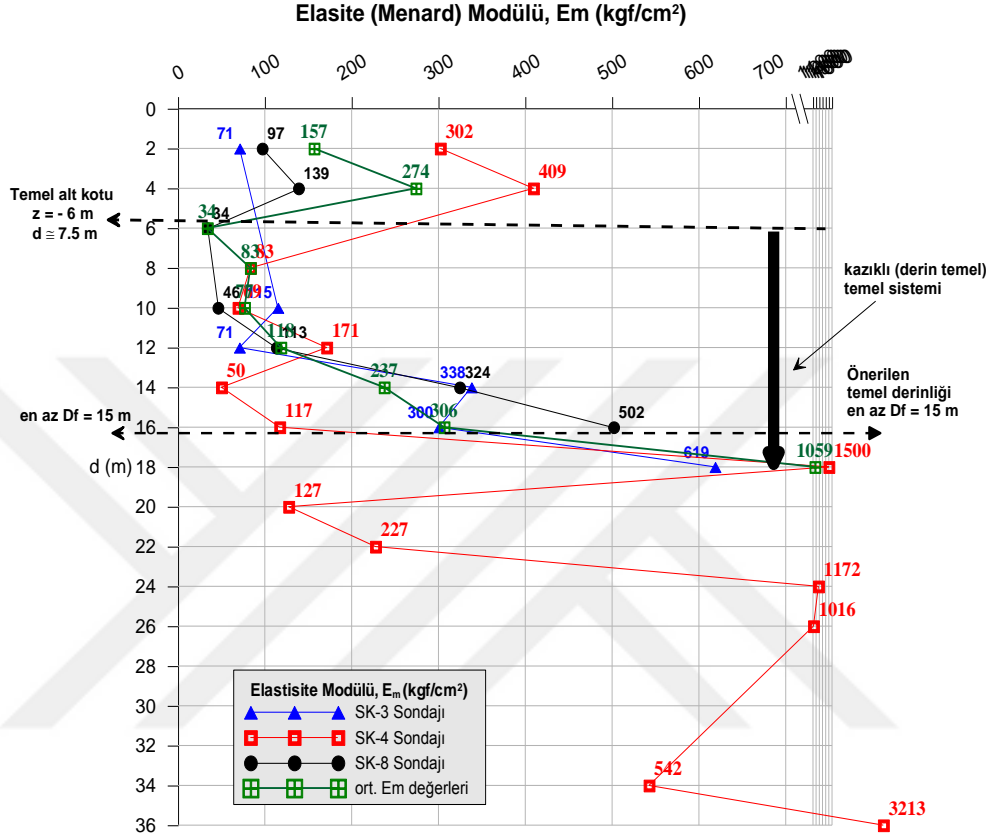 Elasite (Menard) Modülü, Em (kgf/cm²)
0 100 200 300 400 500 600 700
0
2
4
6
8
10
12
14
16
d (m) 18
20
22
24
26
28
30
32
34
36
71 97 157 302
139 274 409
Temel alt kotu
z = - 6 m
d ≅ 7.5 m
34 34
83 83
46 115
kazıklı (derin temel)
temel sistemi
71 113 171
50 237 338 324
Önerilen
temel derinliği
en az Df = 15 m
117 300 306 502
en az Df = 15 m
619 1059 1500
127
227
1172
1016
542
3213
Elastisite Modülü, Em (kgf/cm²)
SK-3 Sondajı
SK-4 Sondajı
SK-8 Sondajı
ort. Em değerleri